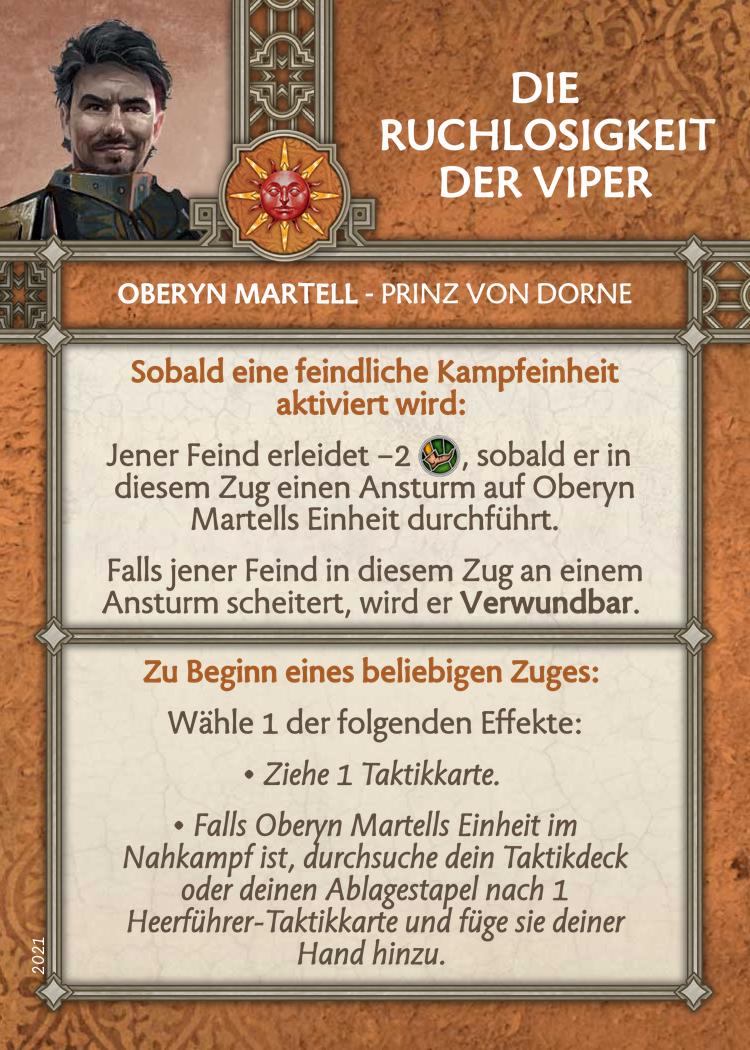 DIE
RUCHLOSIGKEIT
DER VIPER
OBERYN MARTELL - PRINZ VON DORNE
Sobald eine feindliche Kampfeinheit
aktiviert wird:
Jener Feind erleidet −2 , sobald er in
diesem Zug einen Ansturm auf Oberyn
Martells Einheit durchführt.
Falls jener Feind in diesem Zug an einem
Ansturm scheitert, wird er Verwundbar.
Zu Beginn eines beliebigen Zuges:
Wähle 1 der folgenden Effekte:
• Ziehe 1 Taktikkarte.
• Falls Oberyn Martells Einheit im
Nahkampf ist, durchsuche dein Taktikdeck
oder deinen Ablagestapel nach 1
Heerführer-Taktikkarte und füge sie deiner
Hand hinzu.
2021